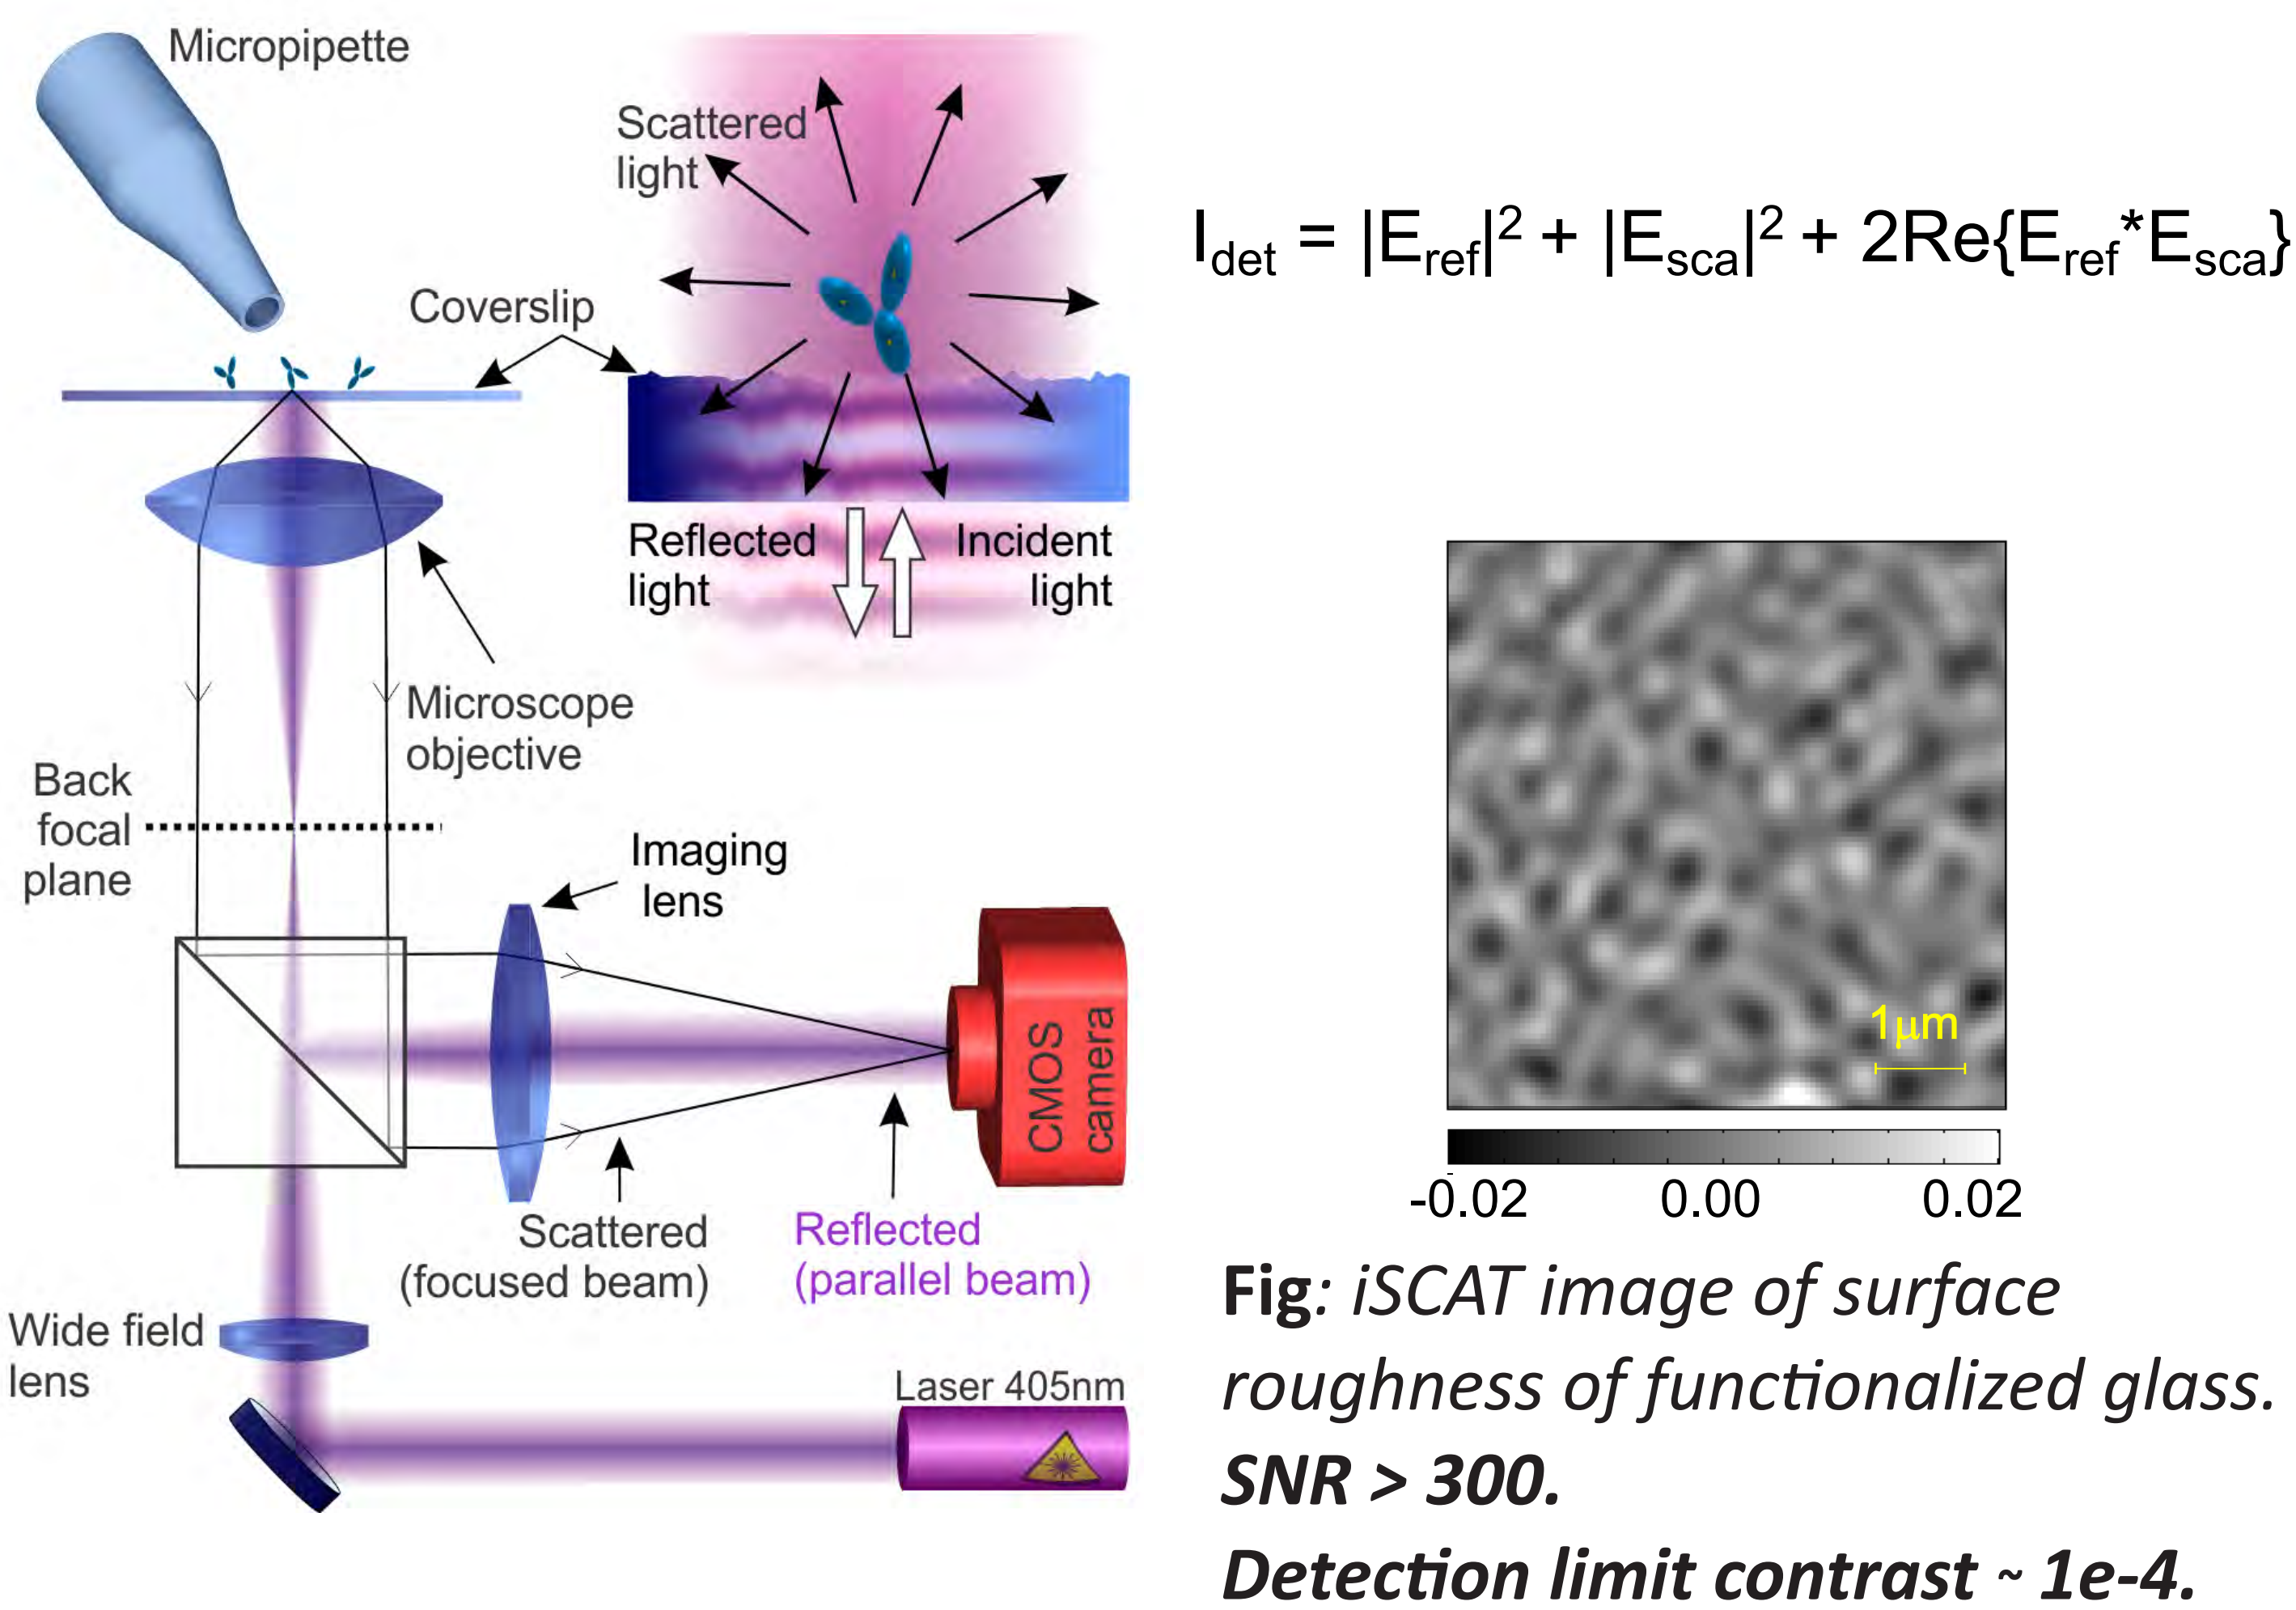 Micropipette
Scattered
light
Coverslip
Reflected
light
Incident
light
Microscope
objective
Back
focal
plane
Imaging
lens
CMOS
camera
Scattered
(focused beam)
Reflected
(parallel beam)
Wide field
lens
Laser 405nm
I_det = |E_ref|² + |E_sca|² + 2Re{E_ref*E_sca}
1μm
-0.02 0.00 0.02
Fig: iSCAT image of surface
roughness of functionalized glass.
SNR > 300.
Detection limit contrast ~ 1e-4.